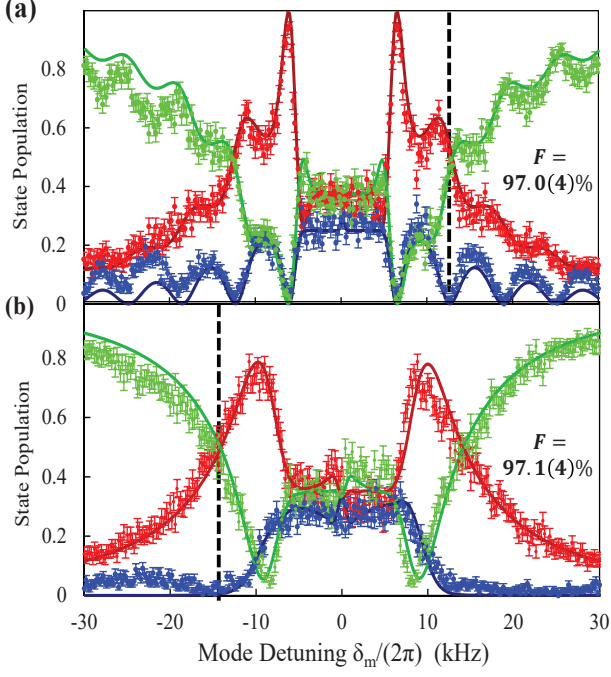 (a)
State Population
0.8
0.6
0.4
0.2
0
F =
97.0(4)%
(b)
State Population
0.8
0.6
0.4
0.2
0
F =
97.1(4)%
-30 -20 -10 0 10 20 30
Mode Detuning δm/(2π) (kHz)